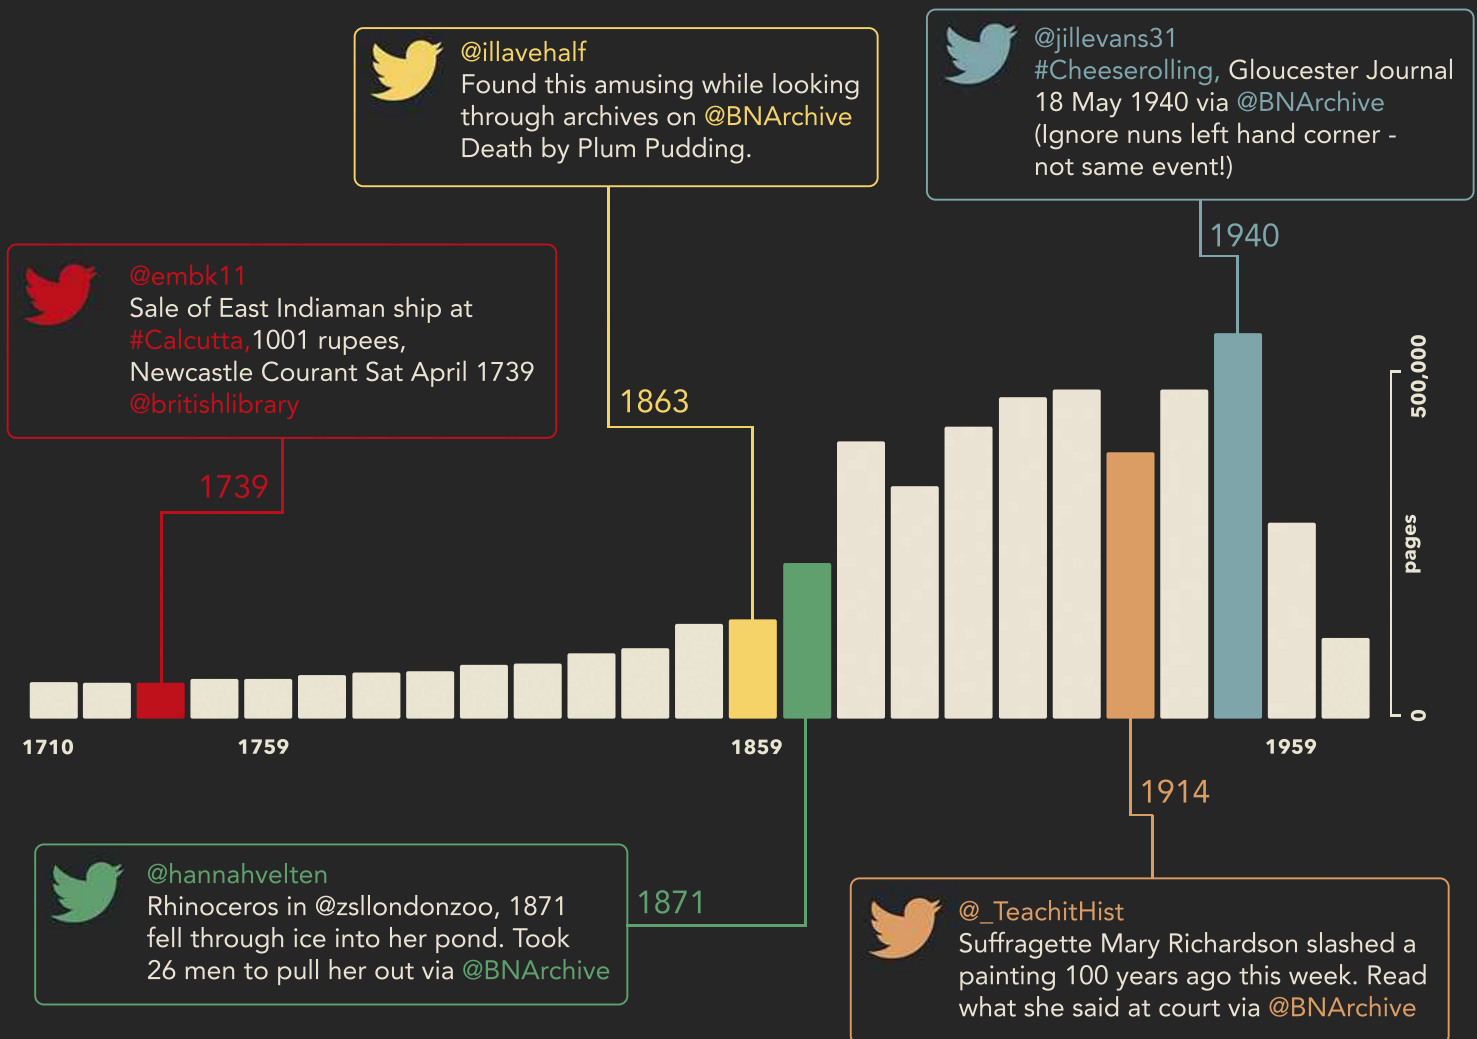 @illavehalf
Found this amusing while looking
through archives on @BNArchive
Death by Plum Pudding.
1863
@jillevans31
#Cheeserolling, Gloucester Journal
18 May 1940 via @BNArchive
(Ignore nuns left hand corner -
not same event!)
1940
@embk11
Sale of East Indiaman ship at
#Calcutta,1001 rupees,
Newcastle Courant Sat April 1739
@britishlibrary
1739
500,000
pages
0
1710
1759
1859
1959
@hannahvelten
Rhinoceros in @zsllondonzoo, 1871
fell through ice into her pond. Took
26 men to pull her out via @BNArchive
1871
1914
@_TeachitHist
Suffragette Mary Richardson slashed a
painting 100 years ago this week. Read
what she said at court via @BNArchive